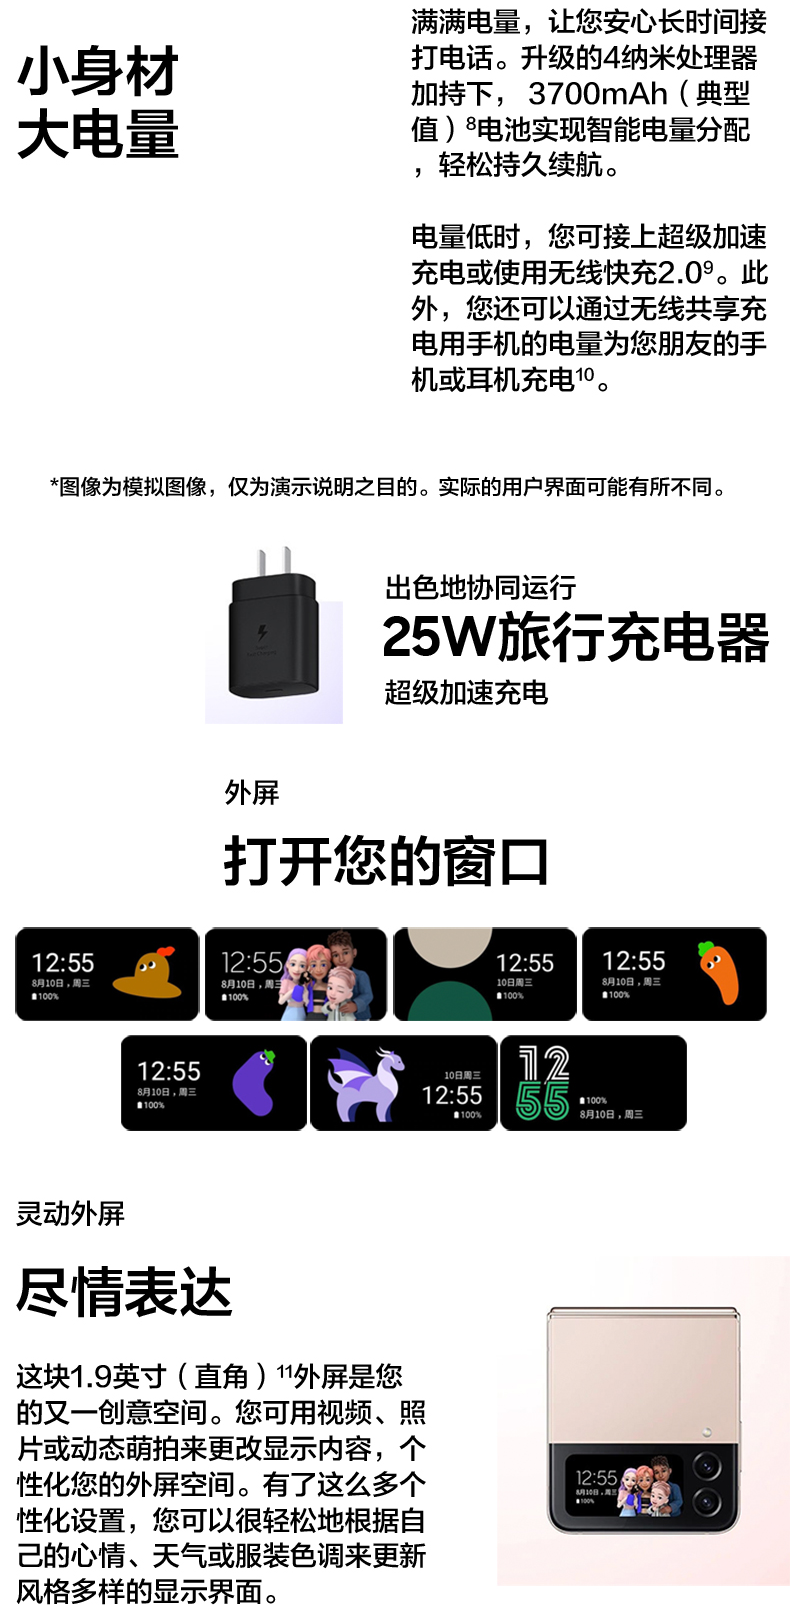 小身材
大电量
满满电量，让您安心长时间接
打电话。升级的4纳米处理器
加持下， 3700mAh（典型
值）⁸电池实现智能电量分配
，轻松持久续航。
电量低时，您可接上超级加速
充电或使用无线快充2.0⁹。此
外，您还可以通过无线共享充
电用手机的电量为您朋友的手
机或耳机充电¹⁰。
*图像为模拟图像，仅为演示说明之目的。实际的用户界面可能有所不同。
出色地协同运行
25W旅行充电器
超级加速充电
外屏
打开您的窗口
12:55
8月10日，周三
100%
12:55
8月10日，周三
100%
12:55
10日周三
100%
12:55
8月10日，周三
100%
12:55
8月10日，周三
100%
10日周三
12:55
100%
12
55
100%
8月10日，周三
灵动外屏
尽情表达
这块1.9英寸（直角）¹¹外屏是您
的又一创意空间。您可用视频、照
片或动态萌拍来更改显示内容，个
性化您的外屏空间。有了这么多个
性化设置，您可以很轻松地根据自
己的心情、天气或服装色调来更新
风格多样的显示界面。
12:55
8月10日，周三
100%